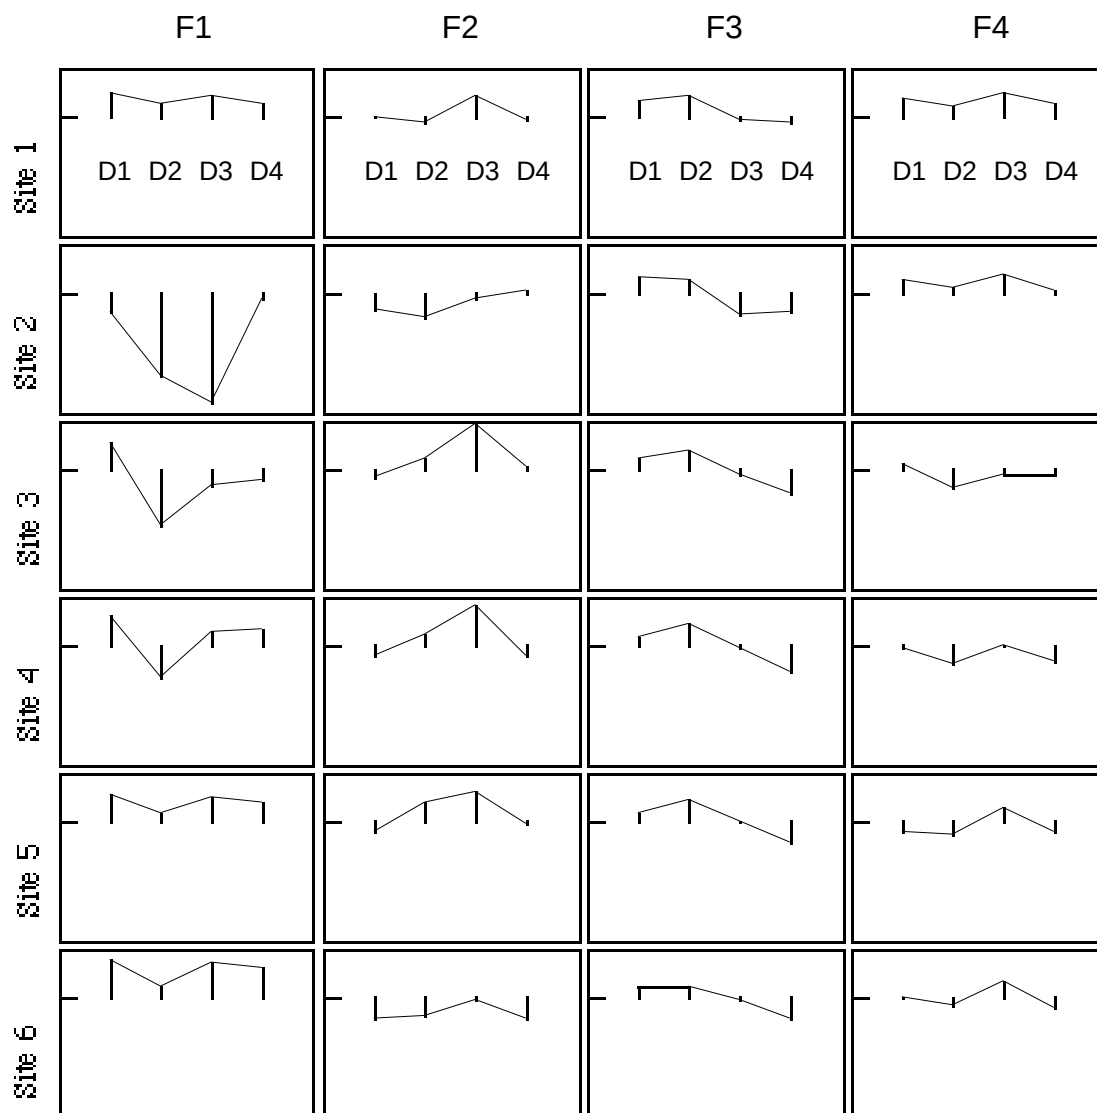 F1 F2 F3 F4
Site 1
D1 D2 D3 D4 D1 D2 D3 D4 D1 D2 D3 D4 D1 D2 D3 D4
Site 2
Site 3
Site 4
Site 5
Site 6